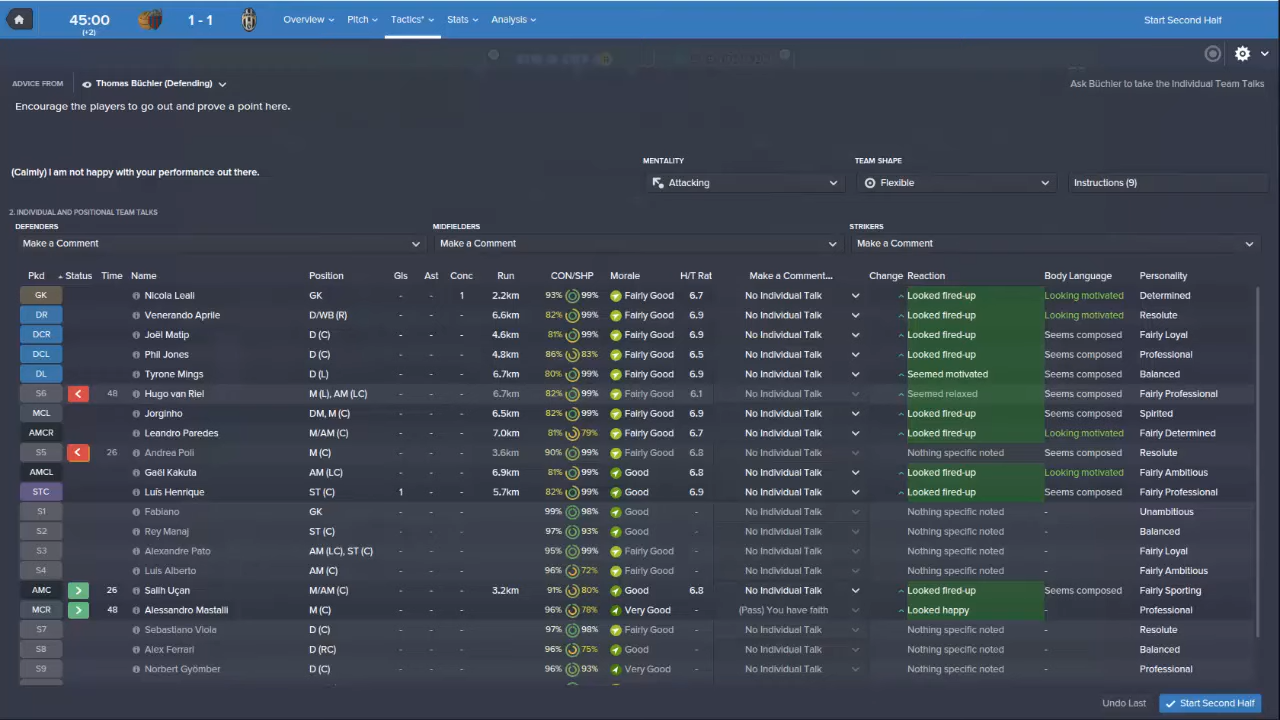 45:00 (+2) 1 - 1 Overview Pitch Tactics* Stats Analysis Start Second Half
ADVICE FROM Thomas Büchler (Defending) Ask Büchler to take the Individual Team Talks
Encourage the players to go out and prove a point here.
MENTALITY TEAM SHAPE
(Calmly) I am not happy with your performance out there. Attacking Flexible Instructions (9)
2. INDIVIDUAL AND POSITIONAL TEAM TALKS
DEFENDERS MIDFIELDERS STRIKERS
Make a Comment Make a Comment Make a Comment
Pkd Status Time Name Position Gls Ast Conc Run CON/SHP Morale H/T Rat Make a Comment... Change Reaction Body Language Personality
GK Nicola Leali GK - - 1 2.2km 93% 99% Fairly Good 6.7 No Individual Talk Looked fired-up Looking motivated Determined
DR Venerando Aprile D/WB (R) - - - 6.6km 82% 99% Fairly Good 6.9 No Individual Talk Looked fired-up Looking motivated Resolute
DCR Joël Matip D (C) - - - 4.6km 81% 99% Fairly Good 6.9 No Individual Talk Looked fired-up Seems composed Fairly Loyal
DCL Phil Jones D (C) - - - 4.8km 86% 83% Fairly Good 6.5 No Individual Talk Looked fired-up Seems composed Professional
DL Tyrone Mings D (L) - - - 6.7km 80% 99% Fairly Good 6.9 No Individual Talk Seemed motivated Seems composed Balanced
S6 48 Hugo van Riel M (L), AM (LC) - - - 6.7km 82% 99% Fairly Good 6.1 No Individual Talk Seemed relaxed Seems composed Fairly Professional
MCL Jorginho DM, M (C) - - - 6.5km 82% 99% Fairly Good 6.9 No Individual Talk Looked fired-up Seems composed Spirited
AMCR Leandro Paredes M/AM (C) - - - 7.0km 81% 79% Fairly Good 6.7 No Individual Talk Looked fired-up Looking motivated Fairly Determined
S5 26 Andrea Poli M (C) - - - 3.6km 90% 99% Fairly Good 6.8 No Individual Talk Nothing specific noted Seems composed Resolute
AMCL Gaël Kakuta AM (LC) - - - 6.9km 81% 99% Good 6.8 No Individual Talk Looked fired-up Looking motivated Fairly Ambitious
STC Luis Henrique ST (C) 1 - - 5.7km 82% 99% Good 6.9 No Individual Talk Looked fired-up Seems composed Fairly Professional
S1 Fabiano GK - - - 99% 98% Good - No Individual Talk Nothing specific noted - Unambitious
S2 Rey Manaj ST (C) - - - 97% 93% Good - No Individual Talk Nothing specific noted - Balanced
S3 Alexandre Pato AM (LC), ST (C) - - - 95% 99% Fairly Good - No Individual Talk Nothing specific noted - Fairly Loyal
S4 Luis Alberto AM (C) - - - 96% 72% Good - No Individual Talk Nothing specific noted - Fairly Ambitious
AMC 26 Salih Uçan M/AM (C) - - - 3.2km 91% 80% Good 6.8 No Individual Talk Looked fired-up Seems composed Fairly Sporting
MCR 48 Alessandro Mastalli M (C) - - - 96% 78% Very Good - (Pass) You have faith Looked happy - Professional
S7 Sebastiano Viola D (C) - - - 97% 98% Fairly Good - No Individual Talk Nothing specific noted - Resolute
S8 Alex Ferrari D (RC) - - - 96% 75% Good - No Individual Talk Nothing specific noted - Balanced
S9 Norbert Gyömber D (C) - - - 96% 93% Very Good - No Individual Talk Nothing specific noted - Professional
Undo Last Start Second Half